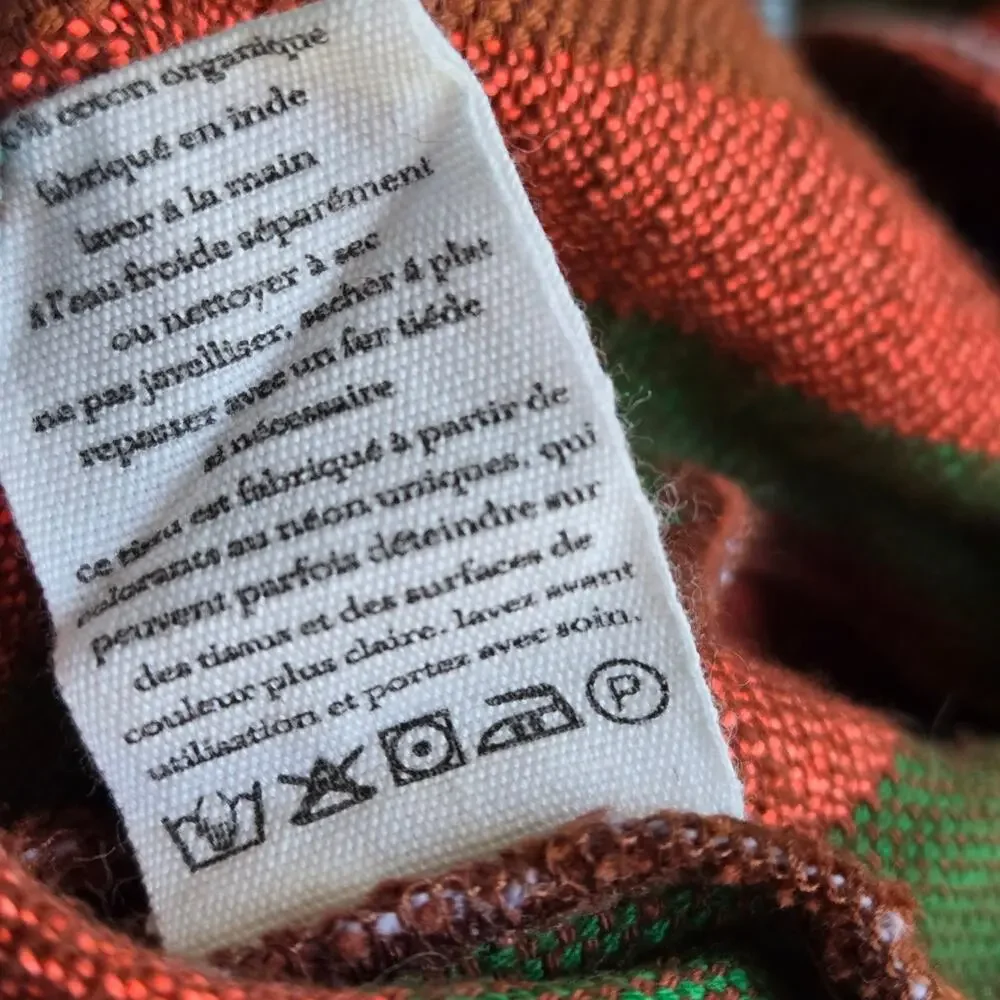 % coton organique
fabriqué en inde
laver à la main
à l'eau froide séparément
ou nettoyer à sec
ne pas javelliser, sécher à plat
repasser avec un fer tiède
si nécessaire
ce tissu est fabriqué à partir de
colorants au néon uniques, qui
peuvent parfois déteindre sur
des tissus et des surfaces de
couleur plus claire. lavez avant
utilisation et portez avec soin.
P